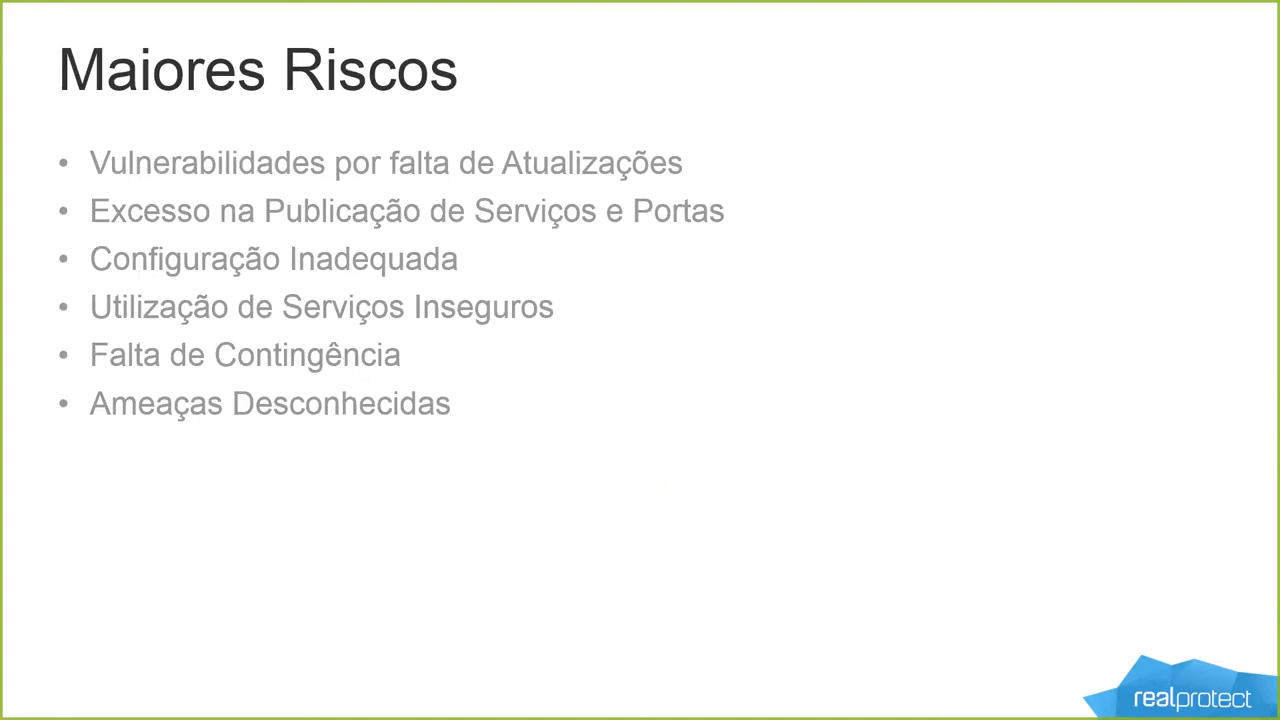 Maiores Riscos
• Vulnerabilidades por falta de Atualizações
• Excesso na Publicação de Serviços e Portas
• Configuração Inadequada
• Utilização de Serviços Inseguros
• Falta de Contingência
• Ameaças Desconhecidas
realprotect